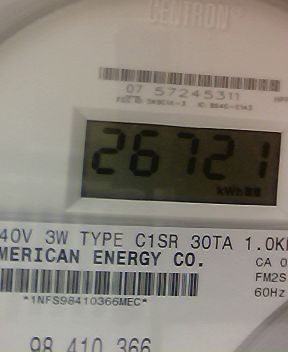 CENTRON®
07 57245311
26721
kWh
40V 3W TYPE C1SR 30TA 1.0K
MERICAN ENERGY CO.
CA 0
FM2S
60Hz
*1NFS98410366MEC*
98 410 366